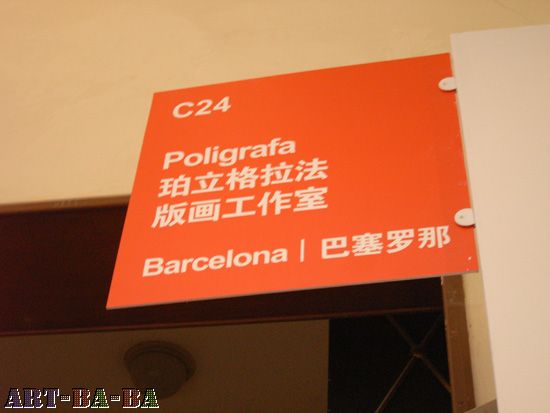 C24
Poligrafa
珀立格拉法
版画工作室
Barcelona | 巴塞罗那
ART-BA-BA